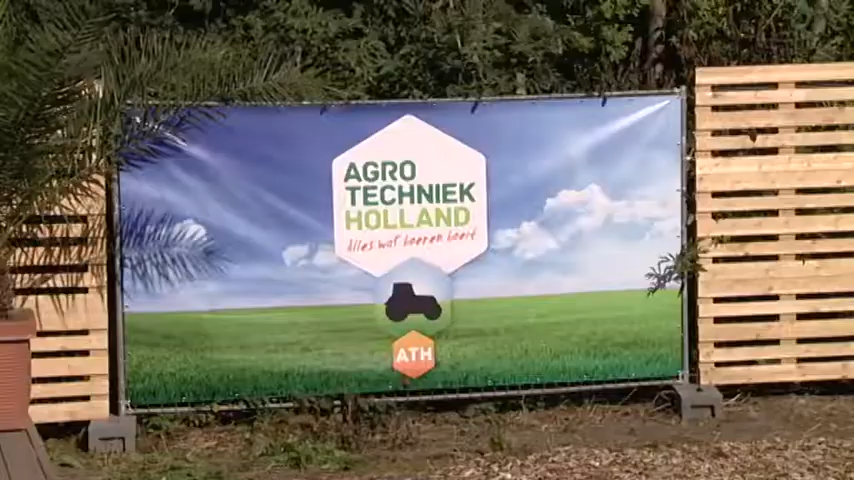 AGRO
TECHNIEK
HOLLAND
Alles wat boeren boeit
ATH